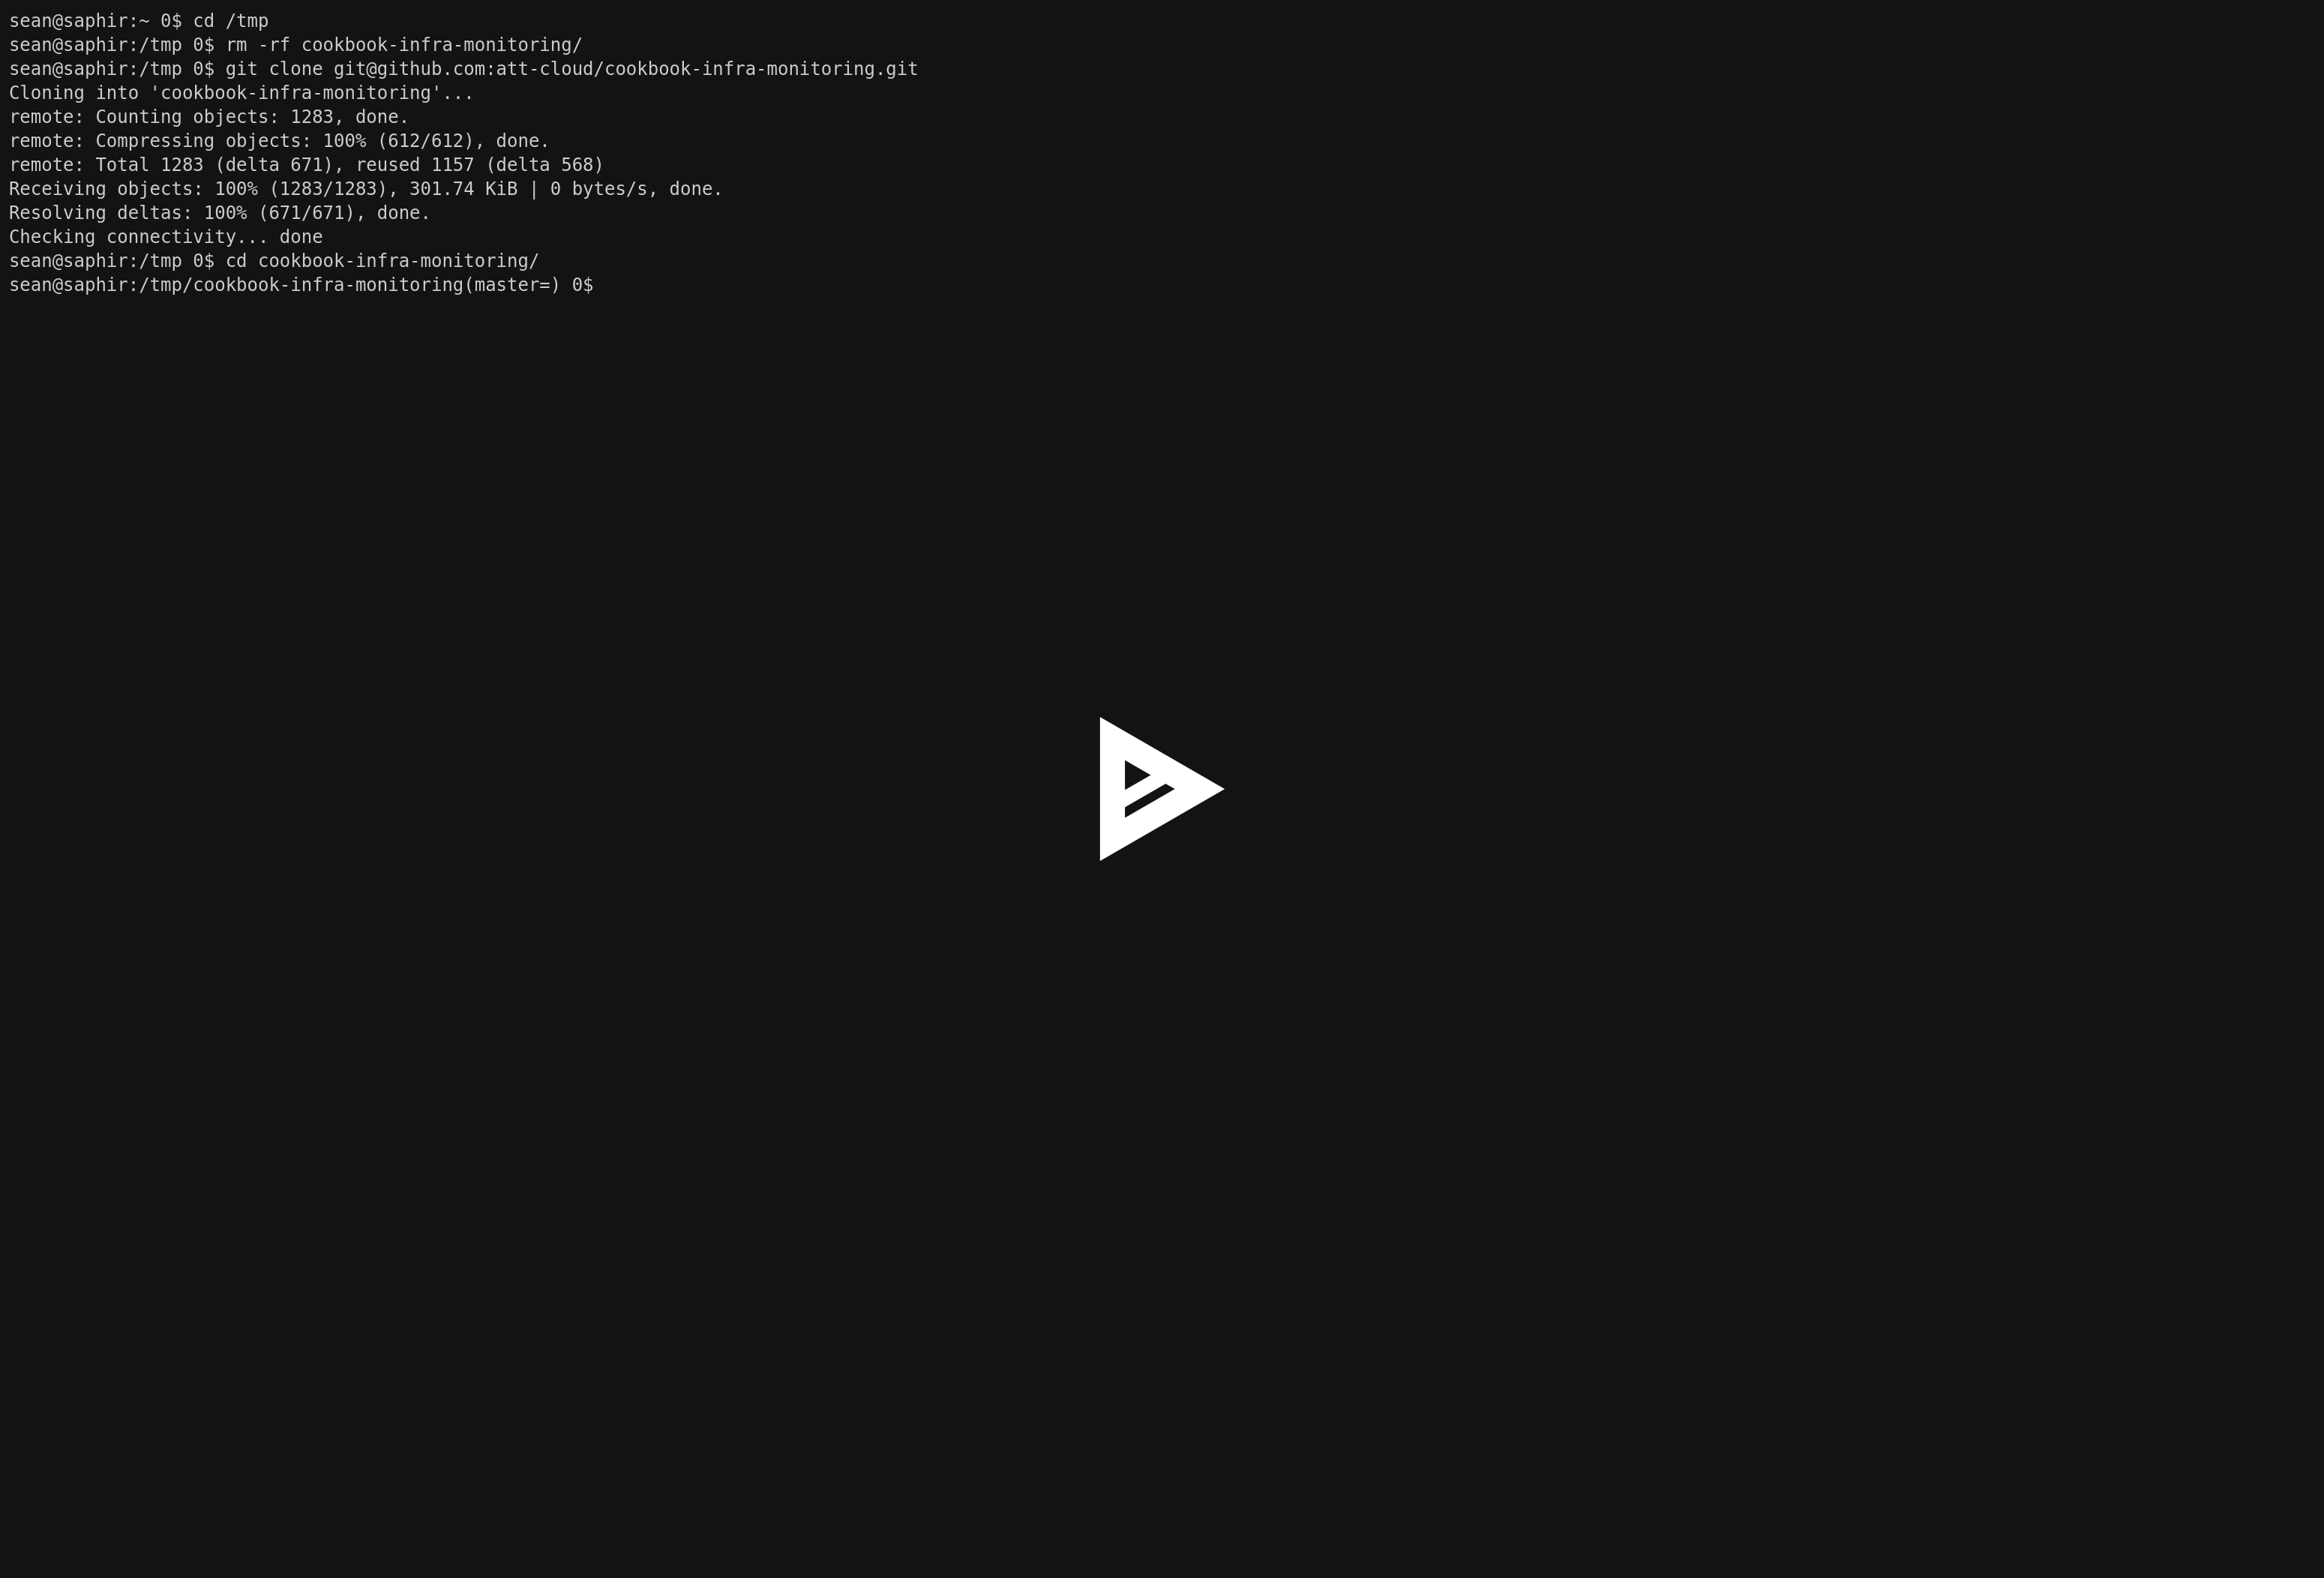 sean@saphir:~ 0$ cd /tmp
sean@saphir:/tmp 0$ rm -rf cookbook-infra-monitoring/
sean@saphir:/tmp 0$ git clone git@github.com:att-cloud/cookbook-infra-monitoring.git
Cloning into 'cookbook-infra-monitoring'...
remote: Counting objects: 1283, done.
remote: Compressing objects: 100% (612/612), done.
remote: Total 1283 (delta 671), reused 1157 (delta 568)
Receiving objects: 100% (1283/1283), 301.74 KiB | 0 bytes/s, done.
Resolving deltas: 100% (671/671), done.
Checking connectivity... done
sean@saphir:/tmp 0$ cd cookbook-infra-monitoring/
sean@saphir:/tmp/cookbook-infra-monitoring(master=) 0$